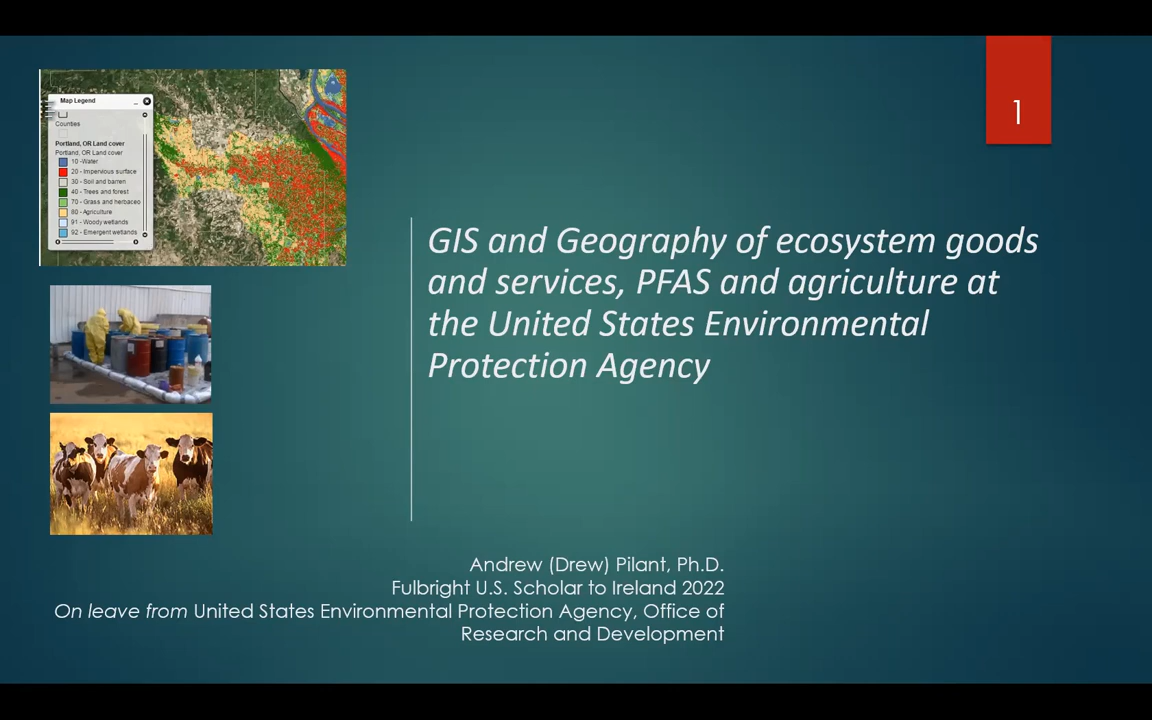 1
Map Legend
Counties
Portland, OR Land cover
Portland, OR Land cover
10 -Water
20 - Impervious surface
30 - Soil and barren
40 - Trees and forest
70 - Grass and herbaceo
80 - Agriculture
91 - Woody wetlands
92 - Emergent wetlands
GIS and Geography of ecosystem goods
and services, PFAS and agriculture at
the United States Environmental
Protection Agency
Andrew (Drew) Pilant, Ph.D.
Fulbright U.S. Scholar to Ireland 2022
On leave from United States Environmental Protection Agency, Office of
Research and Development